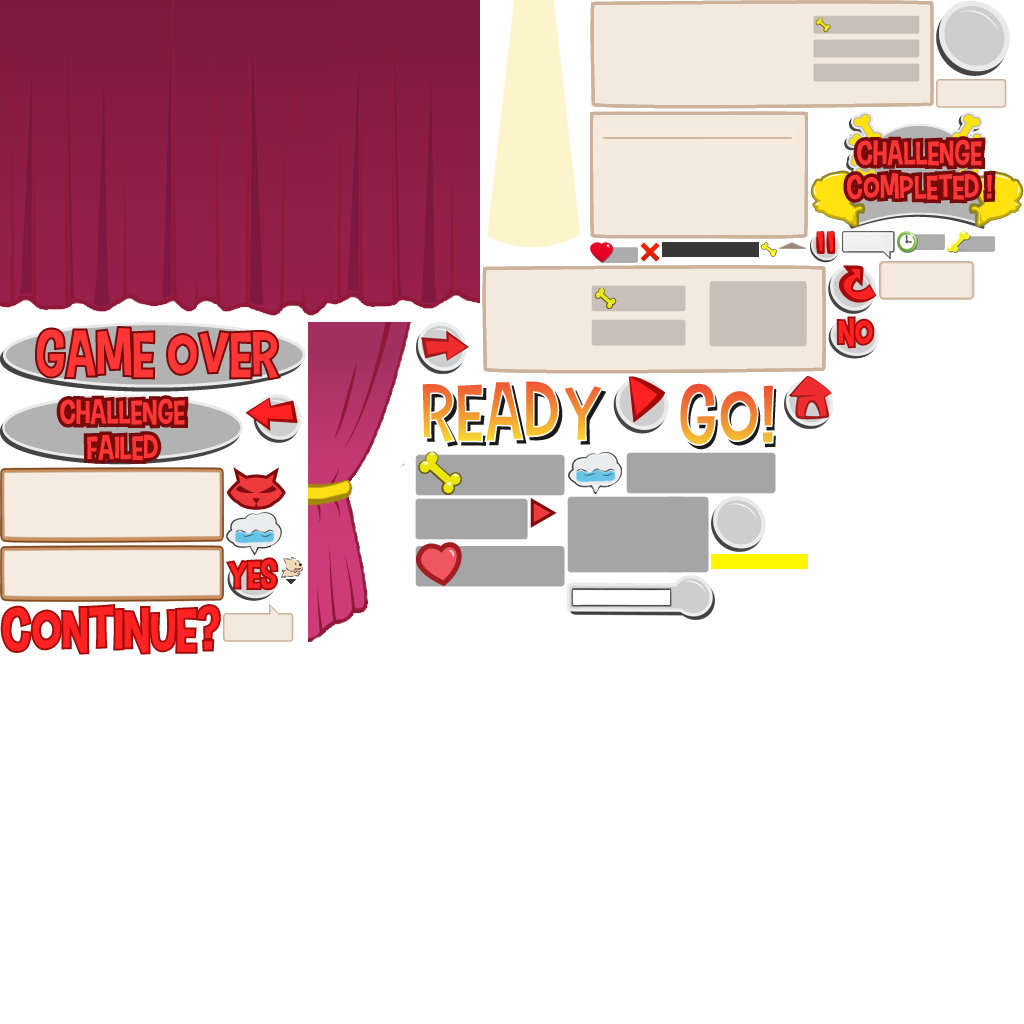 CHALLENGE
COMPLETED !
GAME OVER
NO
CHALLENGE
FAILED
READY
GO!
YES
CONTINUE?